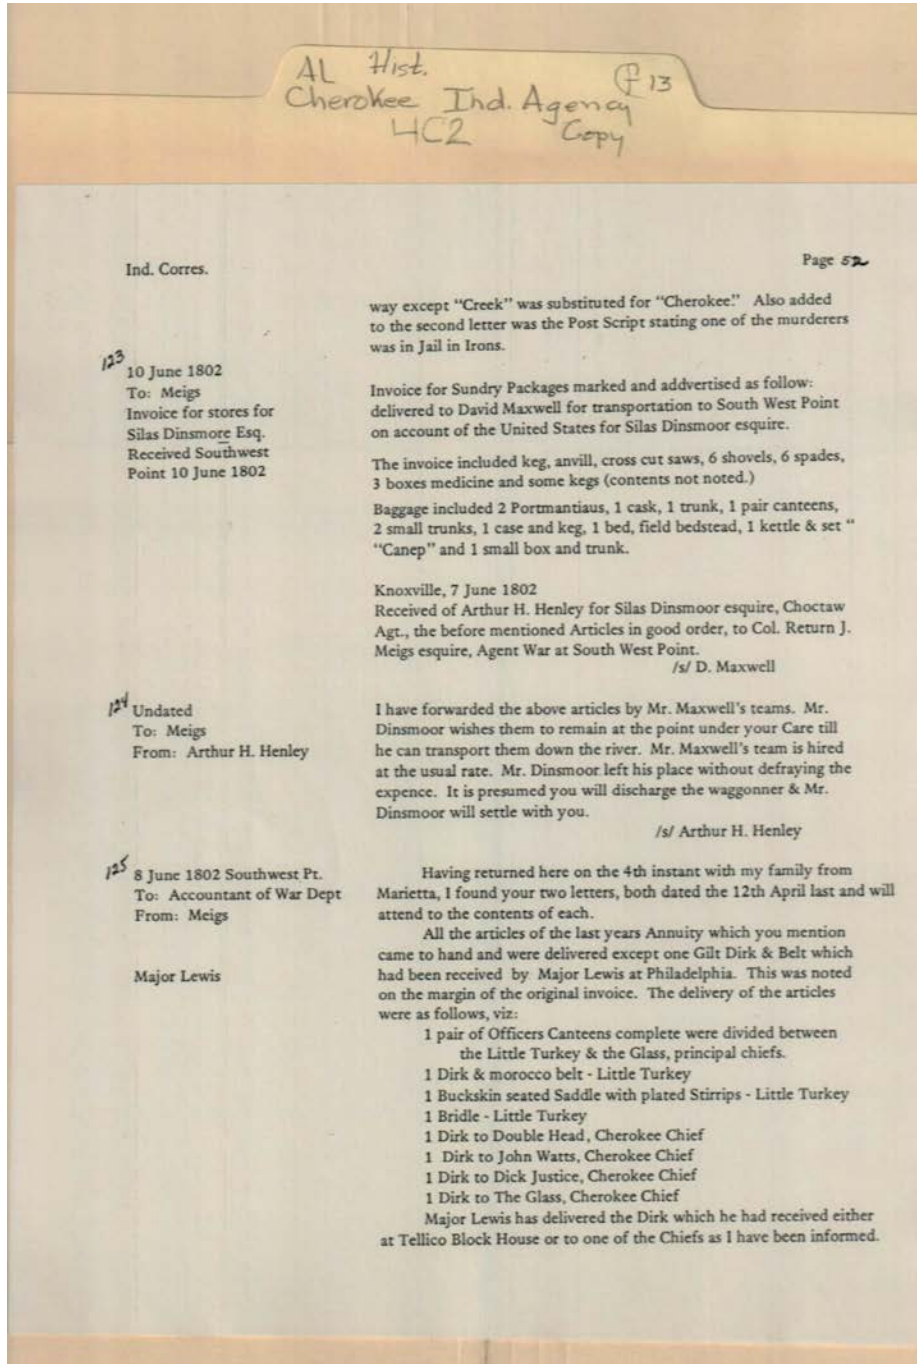 AL Hist.
Cherokee Ind. Agency
4C2 Copy
f 13
Ind. Corres.
Page 52
way except "Creek" was substituted for "Cherokee." Also added
to the second letter was the Post Script stating one of the murderers
was in Jail in Irons.
123
10 June 1802
To: Meigs
Invoice for stores for
Silas Dinsmore Esq.
Received Southwest
Point 10 June 1802
Invoice for Sundry Packages marked and addvertised as follow:
delivered to David Maxwell for transportation to South West Point
on account of the United States for Silas Dinsmoor esquire.
The invoice included keg, anvill, cross cut saws, 6 shovels, 6 spades,
3 boxes medicine and some kegs (contents not noted.)
Baggage included 2 Portmantiaus, 1 cask, 1 trunk, 1 pair canteens,
2 small trunks, 1 case and keg, 1 bed, field bedstead, 1 kettle & set "
"Canep" and 1 small box and trunk.
Knoxville, 7 June 1802
Received of Arthur H. Henley for Silas Dinsmoor esquire, Choctaw
Agt., the before mentioned Articles in good order, to Col. Return J.
Meigs esquire, Agent War at South West Point.
/s/ D. Maxwell
124
Undated
To: Meigs
From: Arthur H. Henley
I have forwarded the above articles by Mr. Maxwell's teams. Mr.
Dinsmoor wishes them to remain at the point under your Care till
he can transport them down the river. Mr. Maxwell's team is hired
at the usual rate. Mr. Dinsmoor left his place without defraying the
expence. It is presumed you will discharge the waggonner & Mr.
Dinsmoor will settle with you.
/s/ Arthur H. Henley
125
8 June 1802 Southwest Pt.
To: Accountant of War Dept
From: Meigs
Major Lewis
Having returned here on the 4th instant with my family from
Marietta, I found your two letters, both dated the 12th April last and will
attend to the contents of each.
All the articles of the last years Annuity which you mention
came to hand and were delivered except one Gilt Dirk & Belt which
had been received by Major Lewis at Philadelphia. This was noted
on the margin of the original invoice. The delivery of the articles
were as follows, viz:
1 pair of Officers Canteens complete were divided between
the Little Turkey & the Glass, principal chiefs.
1 Dirk & morocco belt - Little Turkey
1 Buckskin seated Saddle with plated Stirrips - Little Turkey
1 Bridle - Little Turkey
1 Dirk to Double Head, Cherokee Chief
1 Dirk to John Watts, Cherokee Chief
1 Dirk to Dick Justice, Cherokee Chief
1 Dirk to The Glass, Cherokee Chief
Major Lewis has delivered the Dirk which he had received either
at Tellico Block House or to one of the Chiefs as I have been informed.